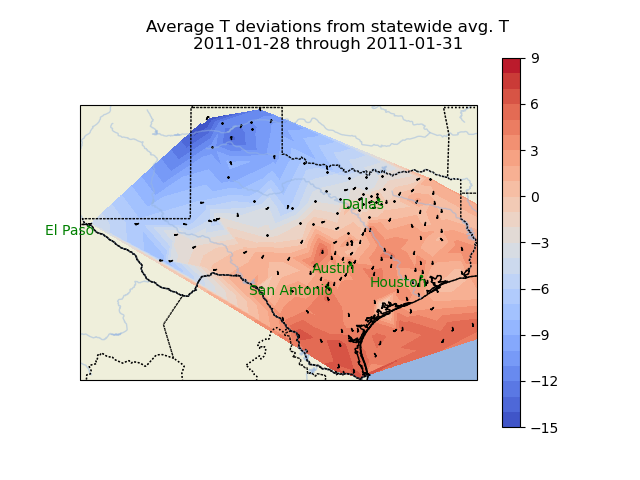 Average T deviations from statewide avg. T
2011-01-28 through 2011-01-31
9
6
3
0
−3
−6
−9
−12
−15
Dallas
El Paso
Austin
Houston
San Antonio